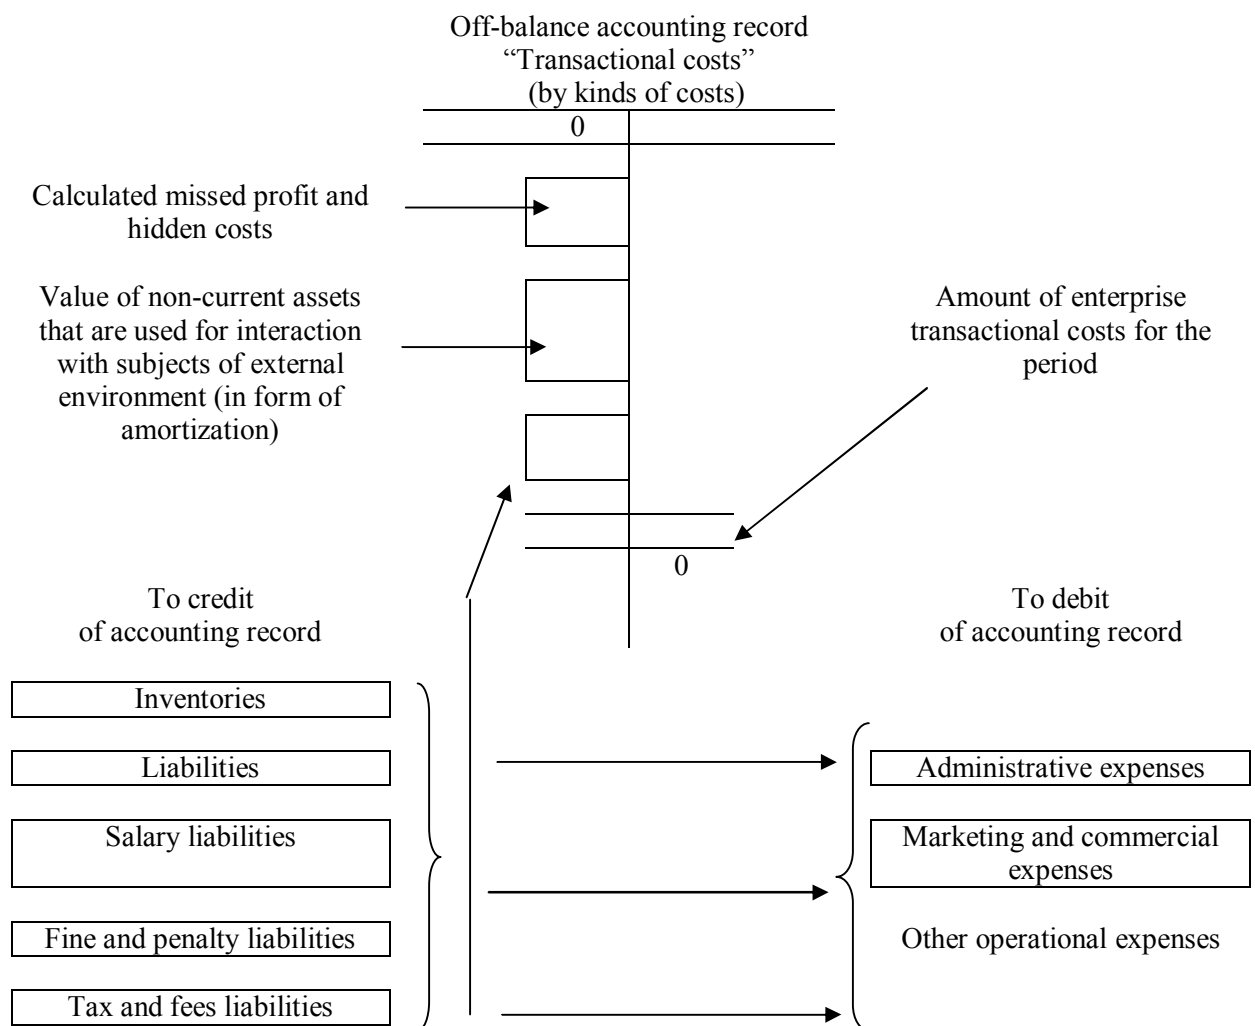 Off-balance accounting record
“Transactional costs”
(by kinds of costs)
0
Calculated missed profit and
hidden costs
Value of non-current assets
that are used for interaction
with subjects of external
environment (in form of
amortization)
Amount of enterprise
transactional costs for the
period
0
To credit
of accounting record
To debit
of accounting record
Inventories
Liabilities
Salary liabilities
Fine and penalty liabilities
Tax and fees liabilities
Administrative expenses
Marketing and commercial
expenses
Other operational expenses